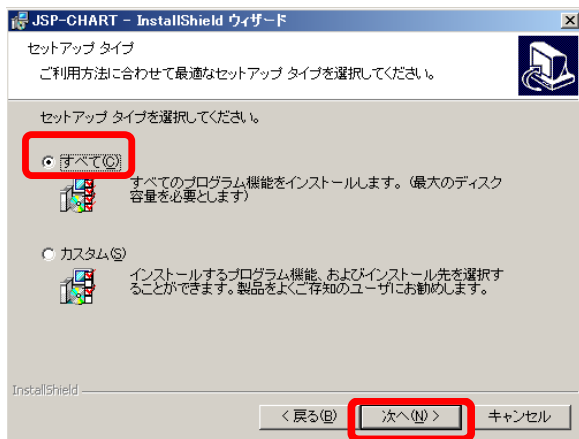 JSP-CHART - InstallShield ウィザード
セットアップ タイプ
ご利用方法に合わせて最適なセットアップ タイプを選択してください。
セットアップ タイプを選択してください。
すべて(C)
すべてのプログラム機能をインストールします。(最大のディスク
容量を必要とします)
カスタム(S)
インストールするプログラム機能、およびインストール先を選択す
ることができます。製品をよくご存知のユーザにお勧めします。
InstallShield
< 戻る(B) 次へ(N) > キャンセル